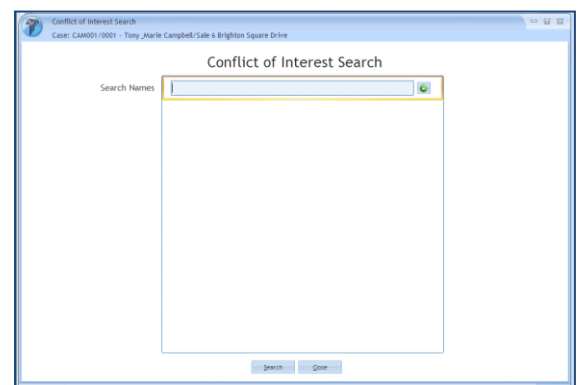 Conflict of Interest Search
Case: CAM001/0001 - Tony ,Marie Campbell/Sale 6 Brighton Square Drive
Conflict of Interest Search
Search Names
Search Close